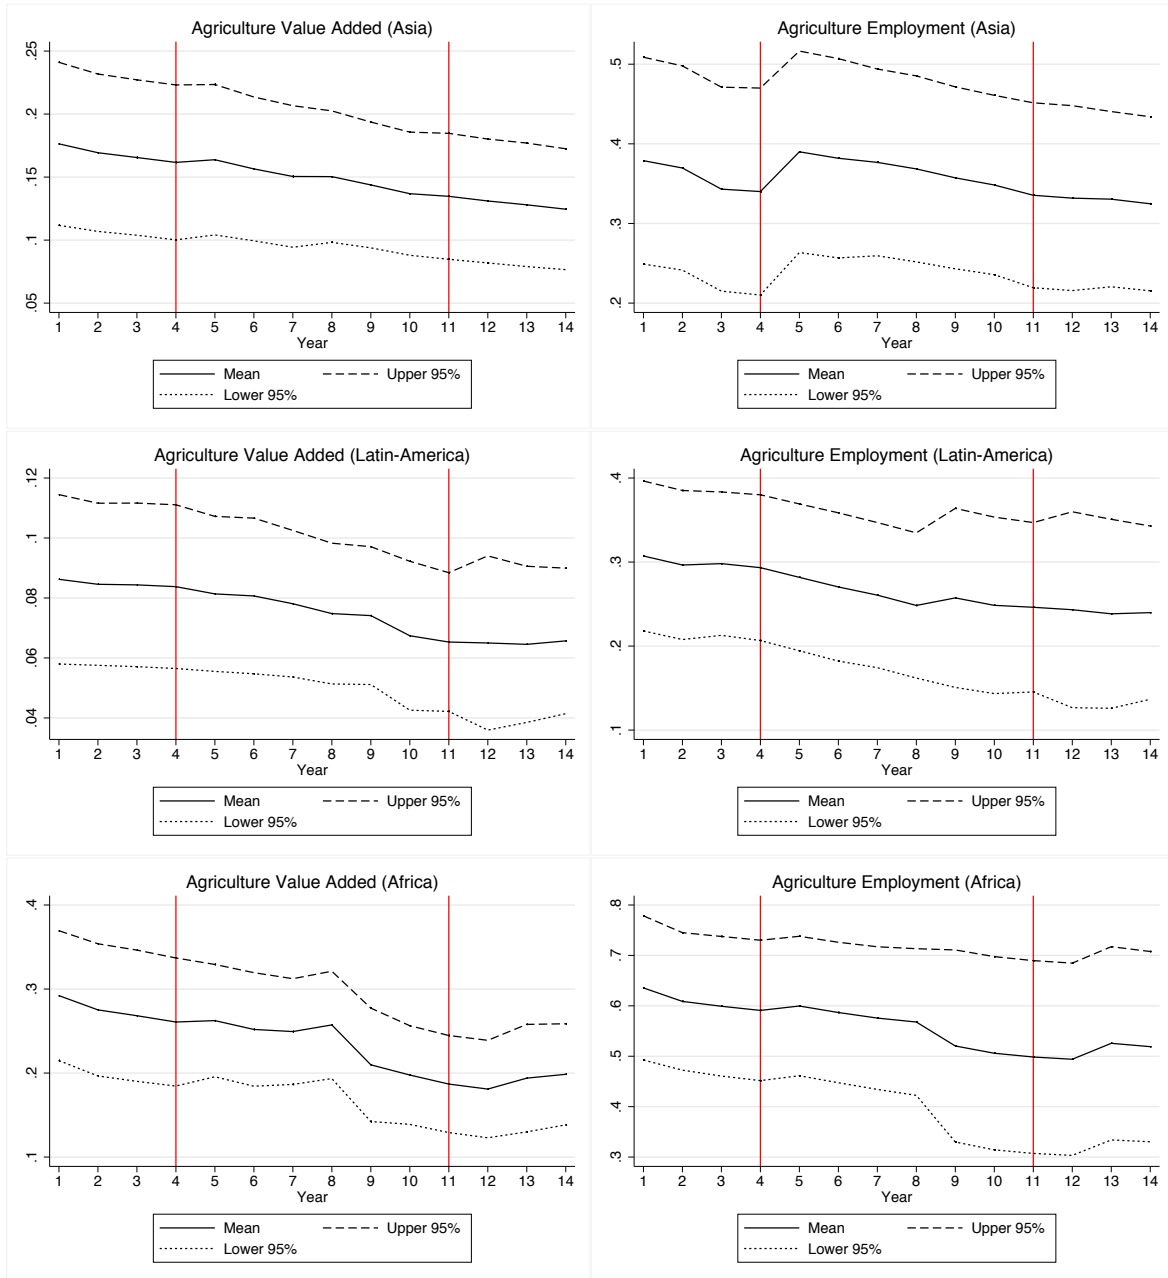 Agriculture Value Added (Asia)
.25
.2
.15
.1
.05
1 2 3 4 5 6 7 8 9 10 11 12 13 14
Year
Mean Upper 95%
Lower 95%
Agriculture Employment (Asia)
.5
.4
.3
.2
1 2 3 4 5 6 7 8 9 10 11 12 13 14
Year
Mean Upper 95%
Lower 95%
Agriculture Value Added (Latin-America)
.12
.1
.08
.06
.04
1 2 3 4 5 6 7 8 9 10 11 12 13 14
Year
Mean Upper 95%
Lower 95%
Agriculture Employment (Latin-America)
.4
.3
.2
.1
1 2 3 4 5 6 7 8 9 10 11 12 13 14
Year
Mean Upper 95%
Lower 95%
Agriculture Value Added (Africa)
.4
.3
.2
.1
1 2 3 4 5 6 7 8 9 10 11 12 13 14
Year
Mean Upper 95%
Lower 95%
Agriculture Employment (Africa)
.8
.7
.6
.5
.4
.3
1 2 3 4 5 6 7 8 9 10 11 12 13 14
Year
Mean Upper 95%
Lower 95%